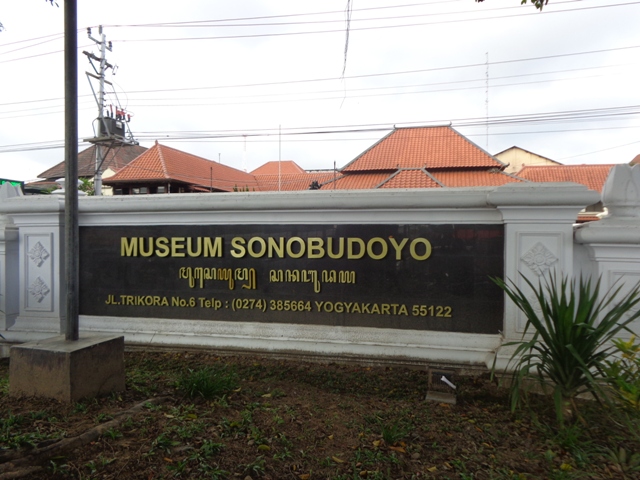 MUSEUM SONOBUDOYO
JL.TRIKORA No.6 Telp : (0274) 385664 YOGYAKARTA 55122